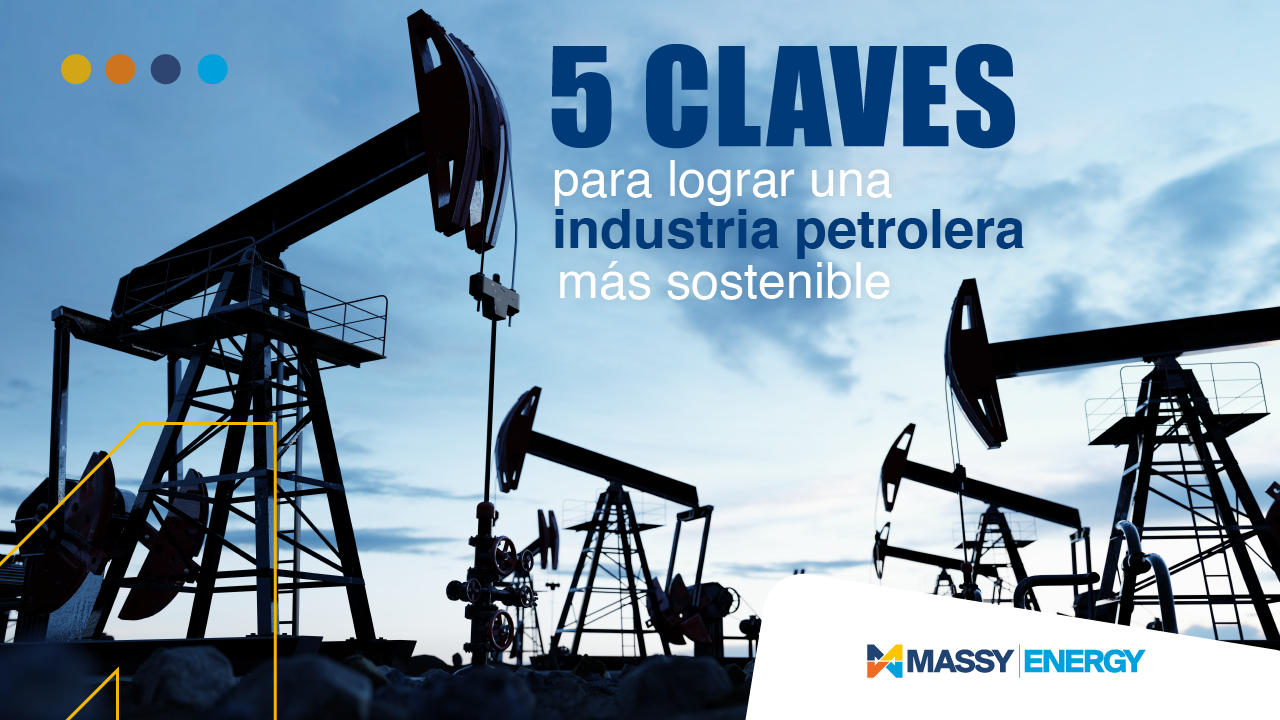 5 CLAVES
para lograr una
industria petrolera
más sostenible
MASSY ENERGY